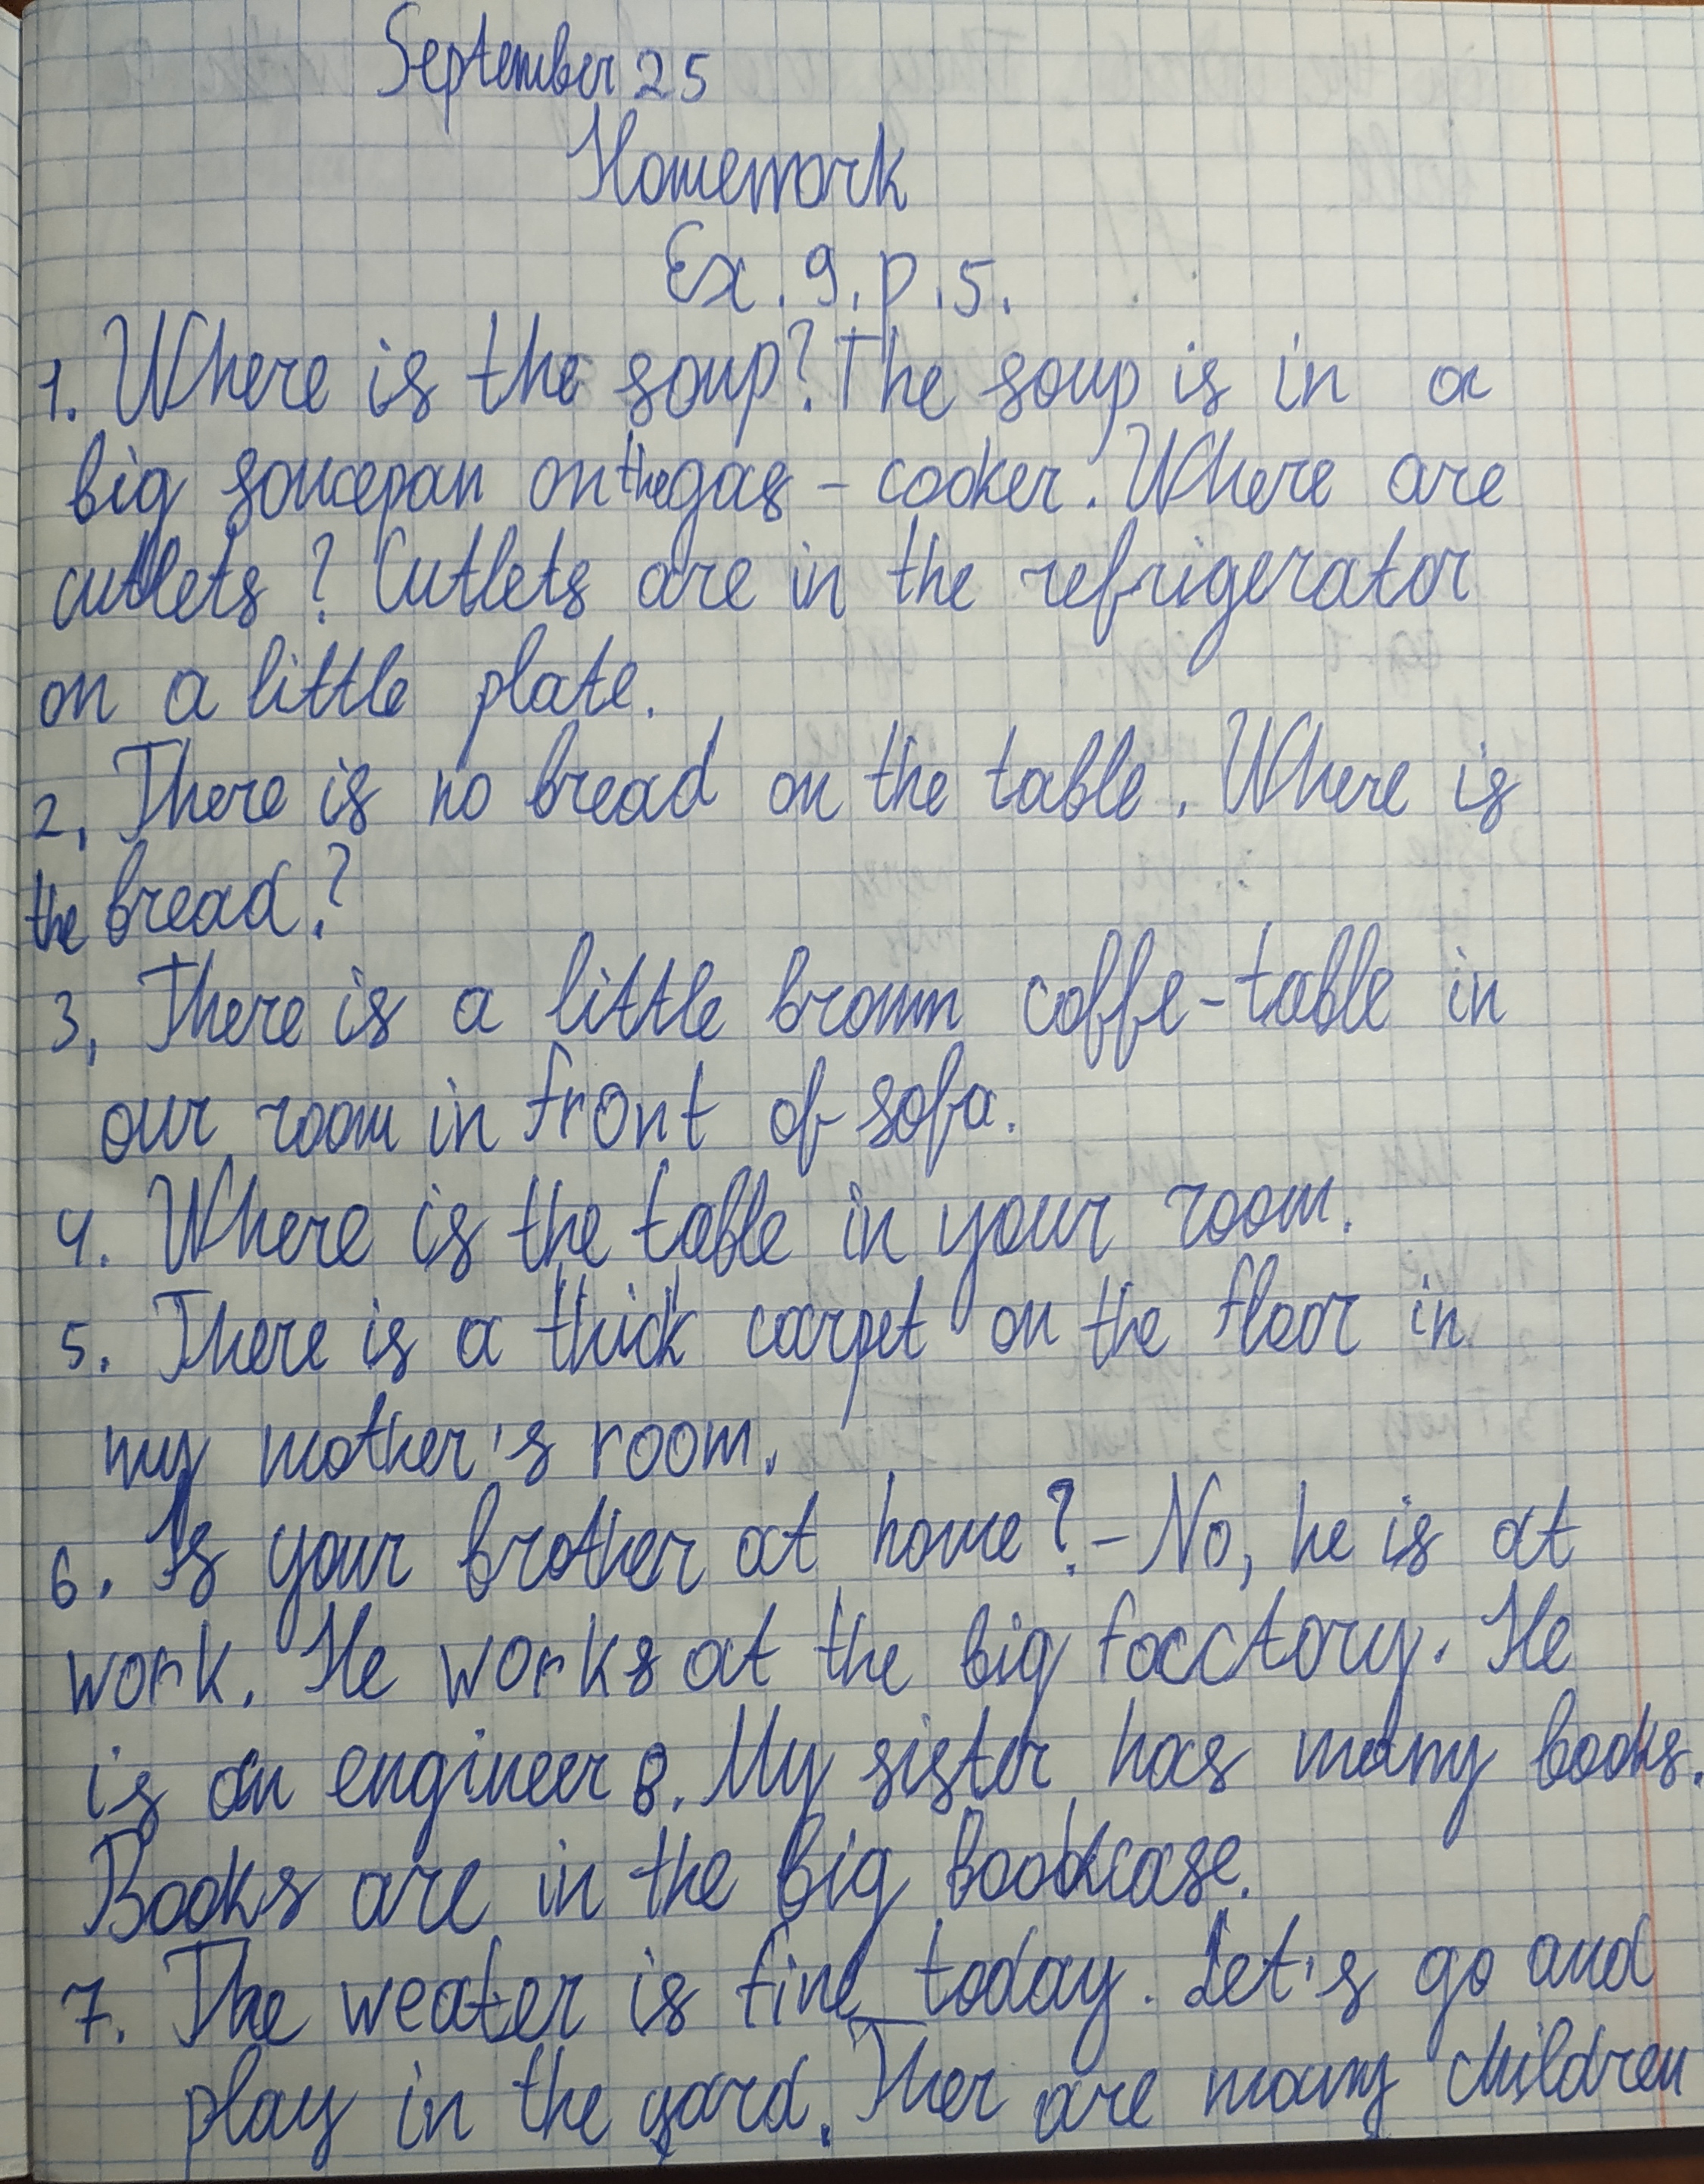 September 25
Homework
Ex. 9. p. 5.
1. Where is the soup? The soup is in a
big soucepan on the gas - cooker. Where are
cutlets? Cutlets are in the refrigerator
on a little plate.
2. There is no bread on the table. Where is
the bread?
3. There is a little brown coffe-table in
our room in front of sofa.
4. Where is the table in your room.
5. There is a thick carpet on the floor in
my mother's room.
6. Is your brother at home? - No, he is at
work. He works at the big facctory. He
is an engineer 8. My sister has many books.
Books are in the big bookcase.
7. The weater is fine today. Let's go and
play in the yard. Ther are many children